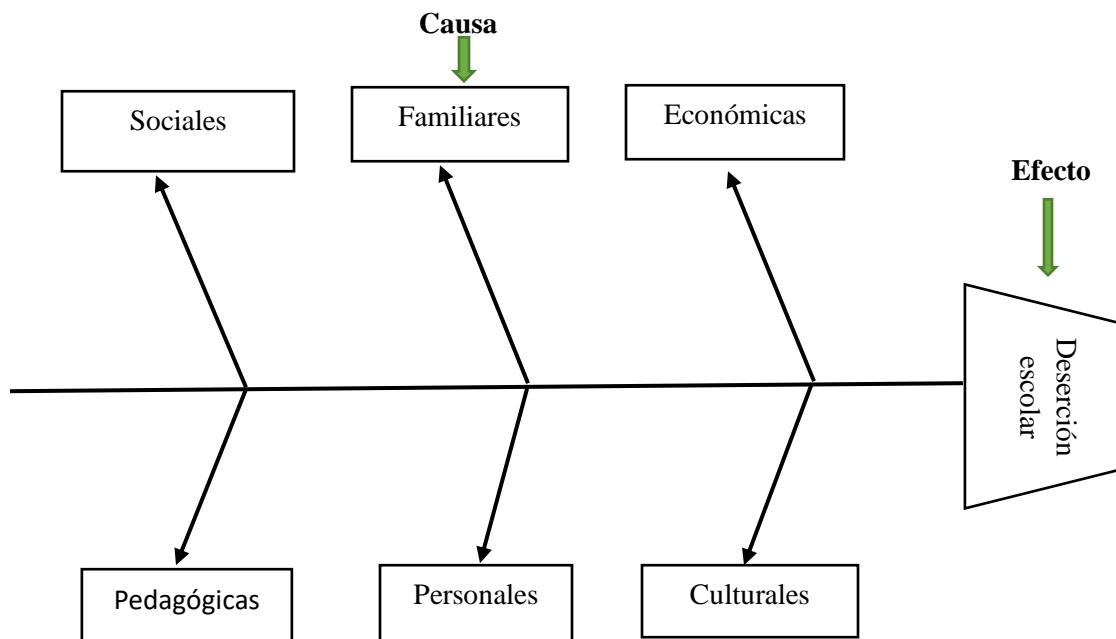 Causa
Sociales
Familiares
Económicas
Efecto
Deserción
escolar
Pedagógicas
Personales
Culturales